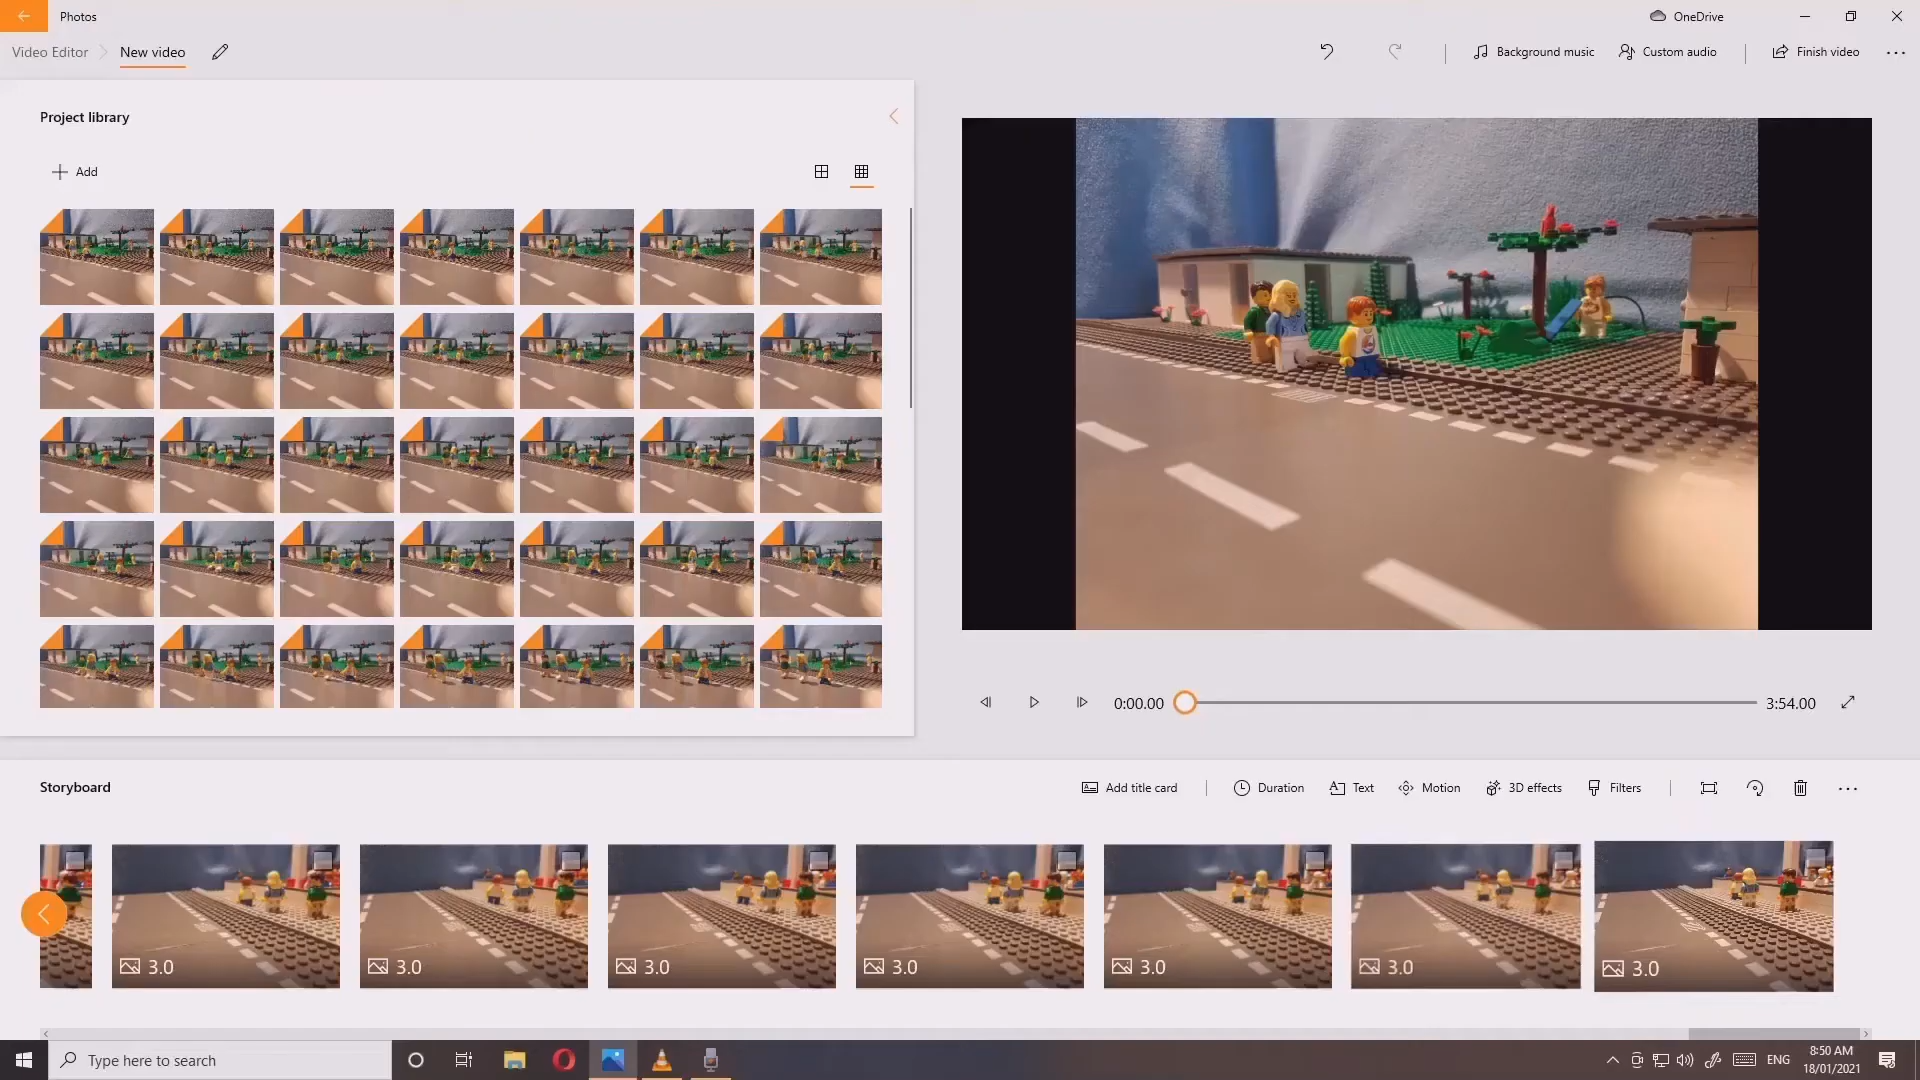 Photos
OneDrive
Video Editor
New video
Background music
Custom audio
Finish video
Project library
Add
0:00.00
3:54.00
Storyboard
Add title card
Duration
Text
Motion
3D effects
Filters
3.0
3.0
3.0
3.0
3.0
3.0
3.0
Type here to search
ENG
8:50 AM
18/01/2021